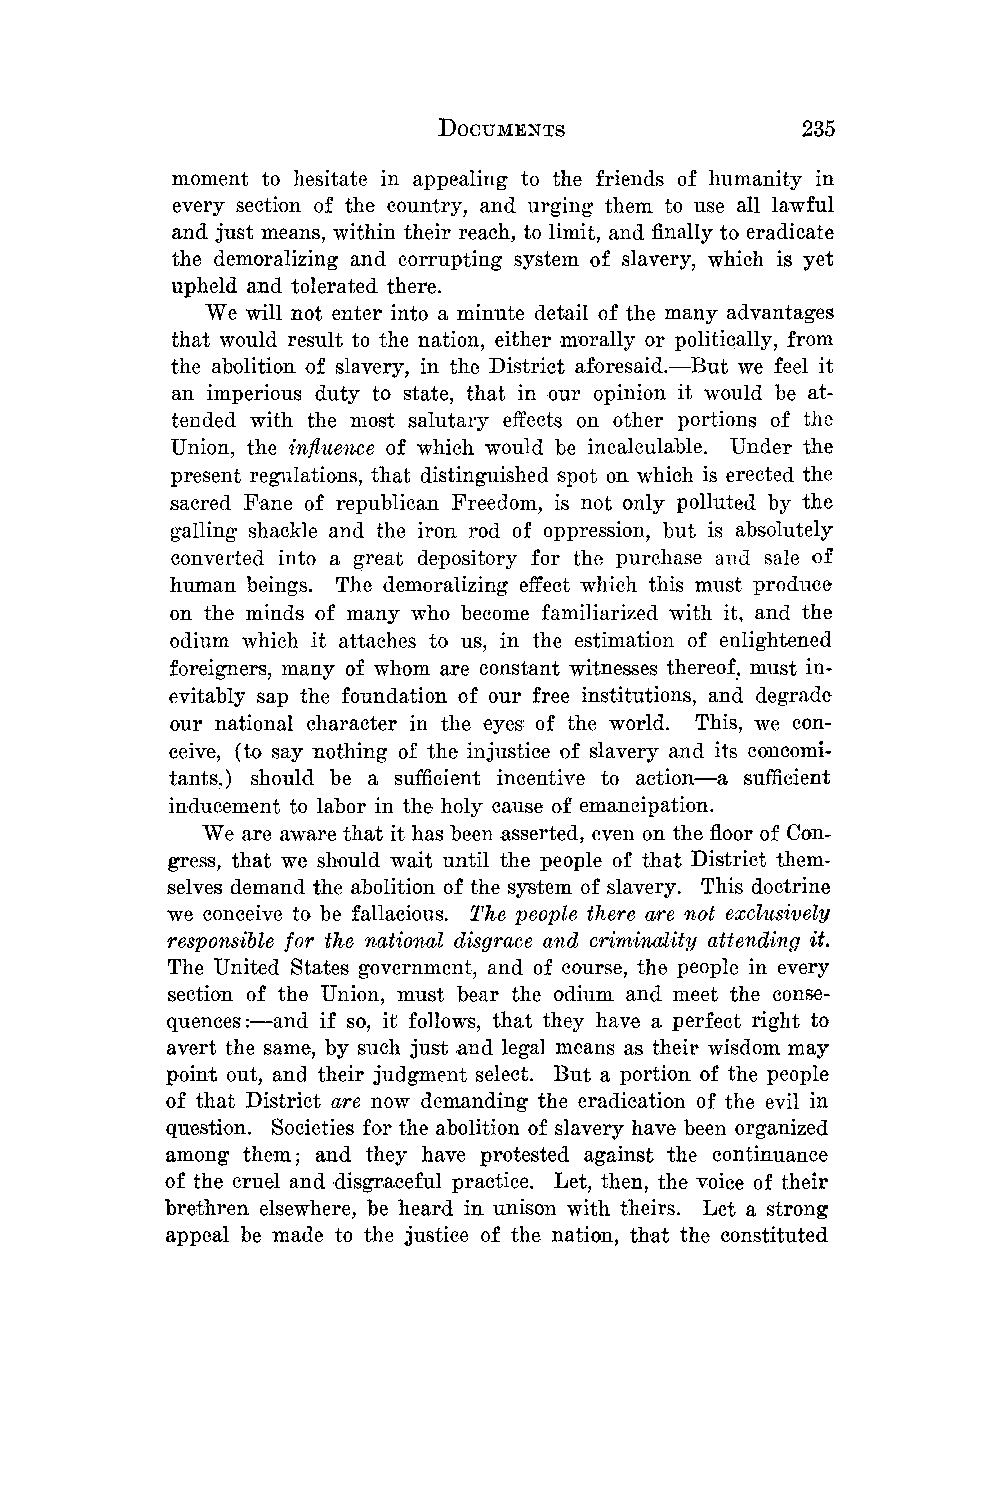 DOCUMENTS 235
moment to hesitate in appealing to the friends of humanity in
every section of the country, and urging them to use all lawful
and just means, within their reach, to limit, and finally to eradicate
the demoralizing and corrupting system of slavery, which is yet
upheld and tolerated there.
We will not enter into a minute detail of the many advantages
that would result to the nation, either morally or politically, from
the abolition of slavery, in the District aforesaid.—But we feel it
an imperious duty to state, that in our opinion it would be at-
tended with the most salutary effects on other portions of the
Union, the influence of which would be incalculable. Under the
present regulations, that distinguished spot on which is erected the
sacred Fane of republican Freedom, is not only polluted by the
galling shackle and the iron rod of oppression, but is absolutely
converted into a great depository for the purchase and sale of
human beings. The demoralizing effect which this must produce
on the minds of many who become familiarized with it, and the
odium which it attaches to us, in the estimation of enlightened
foreigners, many of whom are constant witnesses thereof, must in-
evitably sap the foundation of our free institutions, and degrade
our national character in the eyes of the world. This, we con-
ceive, (to say nothing of the injustice of slavery and its concomi-
tants,) should be a sufficient incentive to action—a sufficient
inducement to labor in the holy cause of emancipation.
We are aware that it has been asserted, even on the floor of Con-
gress, that we should wait until the people of that District them-
selves demand the abolition of the system of slavery. This doctrine
we conceive to be fallacious. The people there are not exclusively
responsible for the national disgrace and criminality attending it.
The United States government, and of course, the people in every
section of the Union, must bear the odium and meet the conse-
quences:—and if so, it follows, that they have a perfect right to
avert the same, by such just and legal means as their wisdom may
point out, and their judgment select. But a portion of the people
of that District are now demanding the eradication of the evil in
question. Societies for the abolition of slavery have been organized
among them; and they have protested against the continuance
of the cruel and disgraceful practice. Let, then, the voice of their
brethren elsewhere, be heard in unison with theirs. Let a strong
appeal be made to the justice of the nation, that the constituted